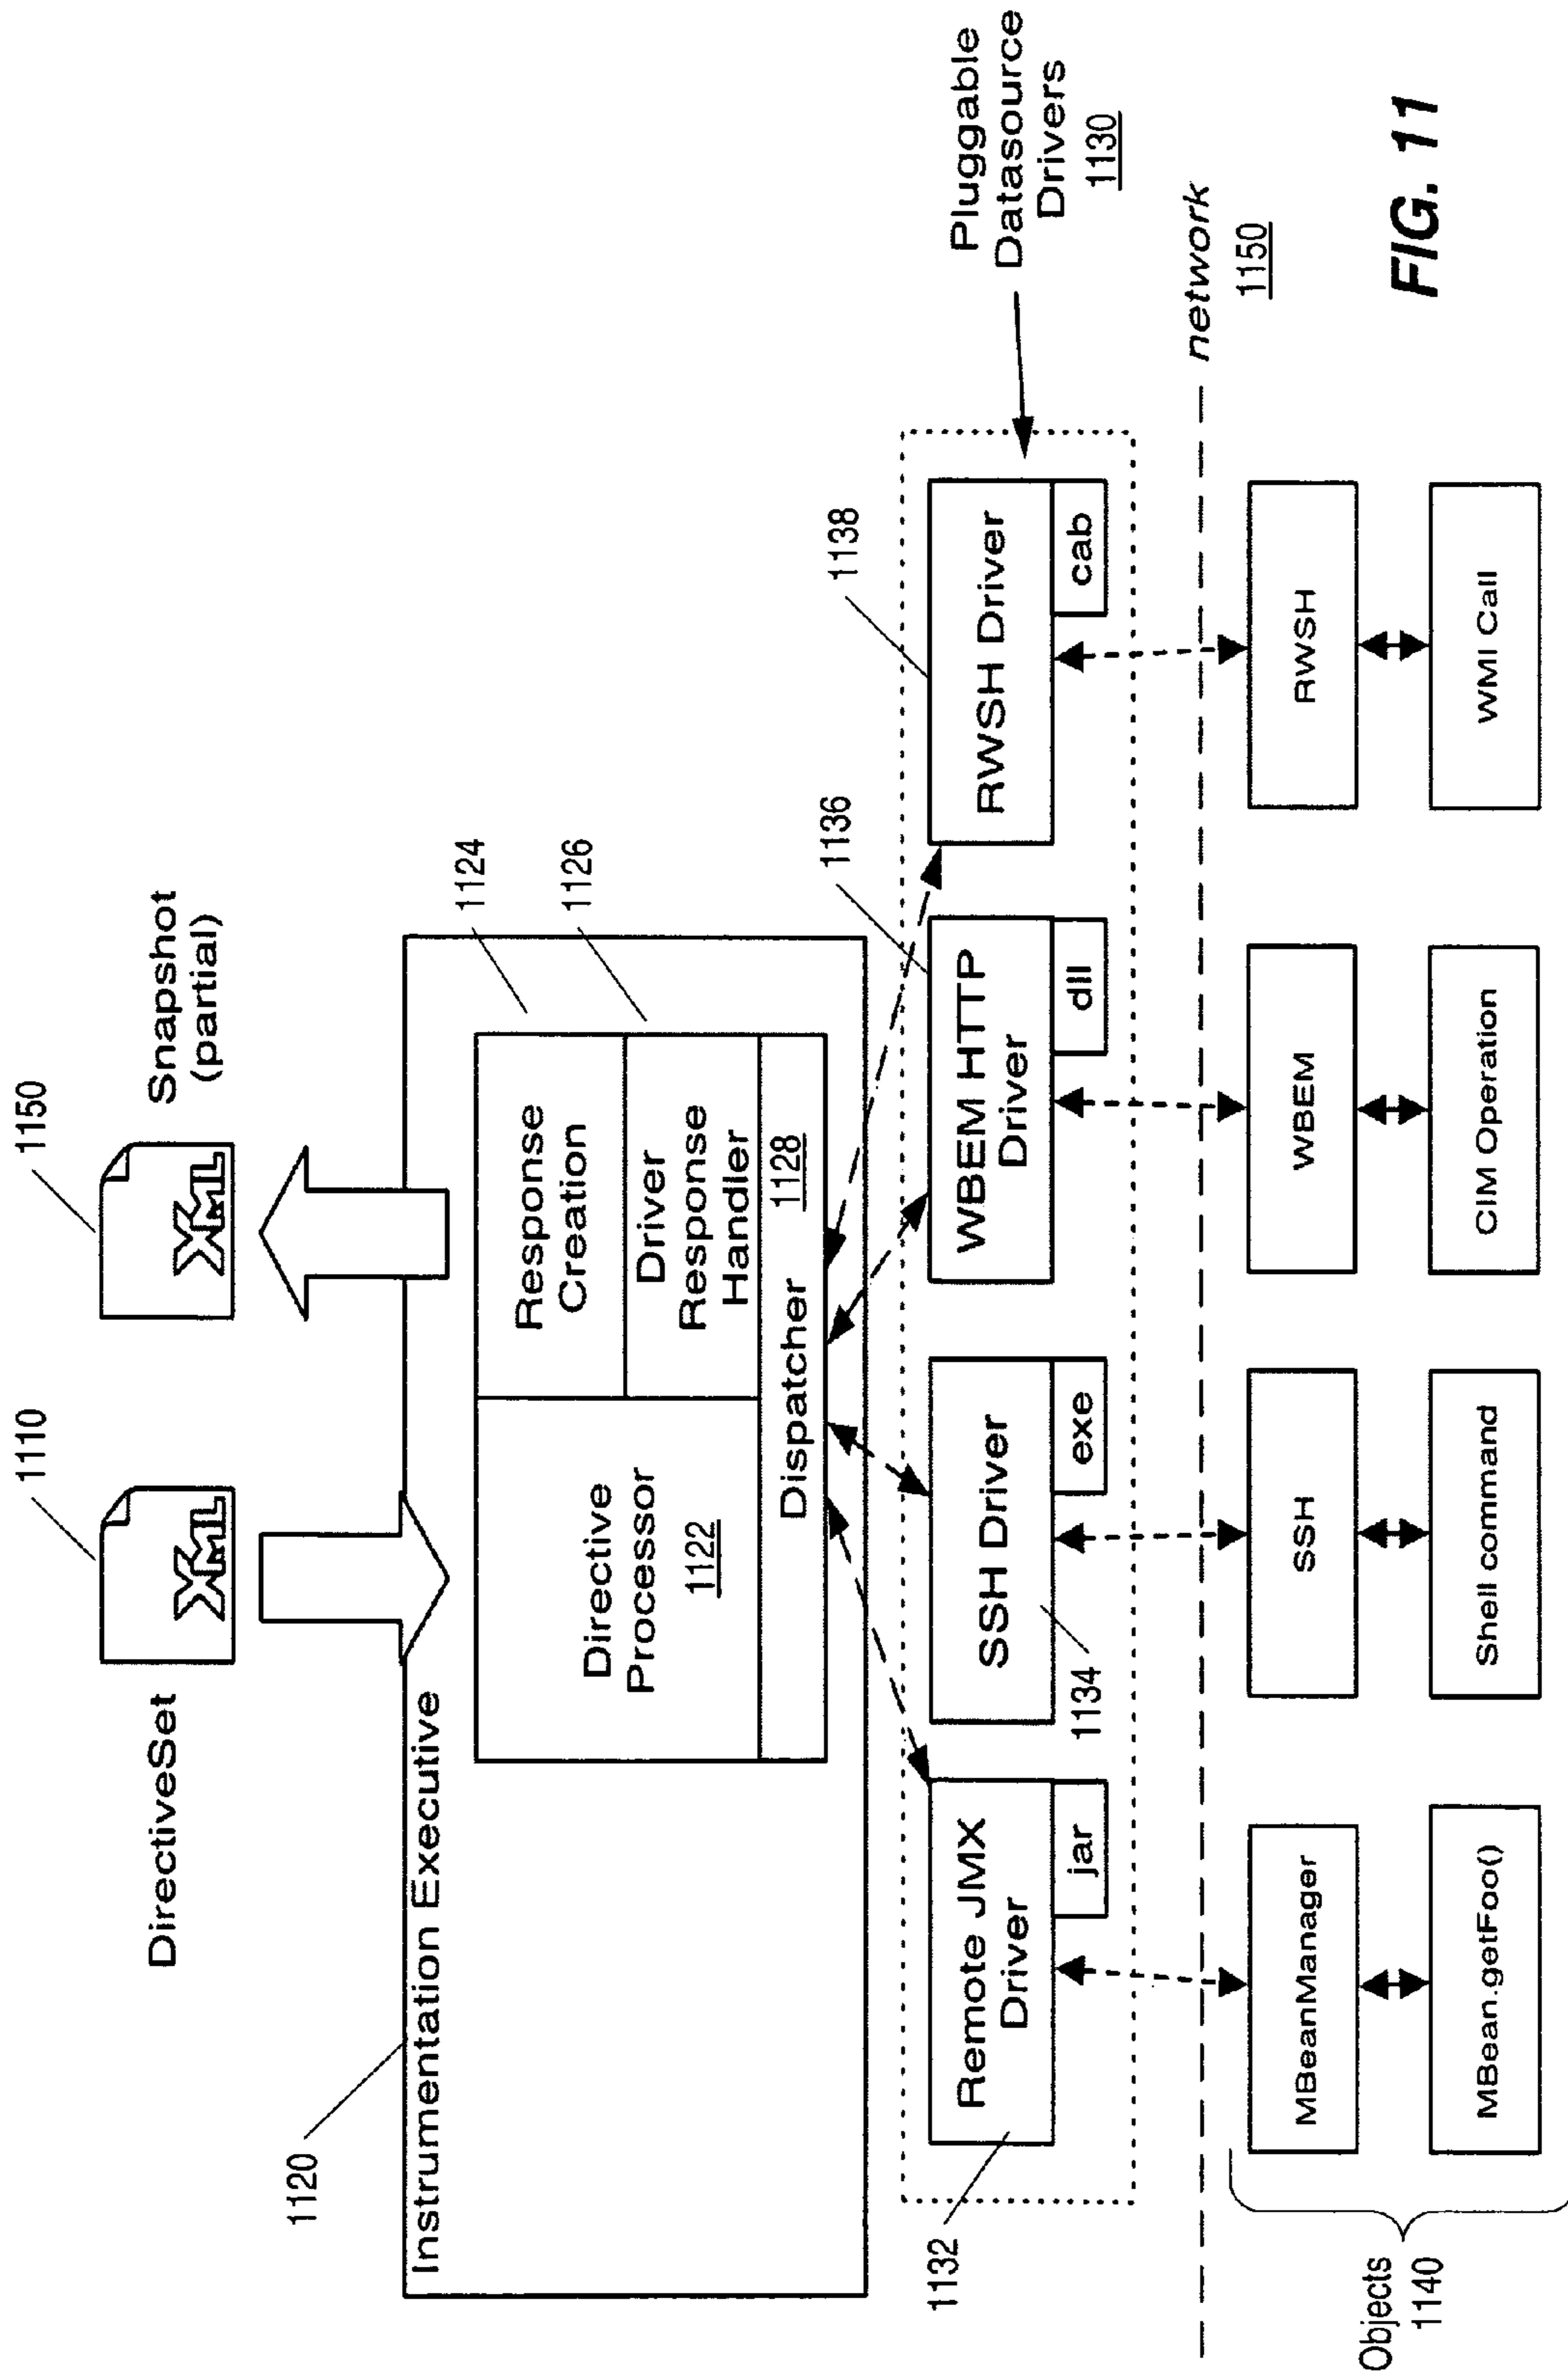 1110
1150
DirectiveSet
XML
XML
Snapshot
(partial)
1120
Instrumentation Executive
1124
1126
Directive
Processor
1122
Response
Creation
Driver
Response
Handler
Dispatcher
1128
1132
1134
1136
1138
Remote JMX
Driver
jar
SSH Driver
exe
WBEM HTTP
Driver
dll
RWSH Driver
cab
Pluggable
Datasource
Drivers
1130
network
1150
Objects
1140
MBeanManager
MBean.getFoo()
SSH
Shell command
WBEM
CIM Operation
RWSH
WMI Call
FIG. 11